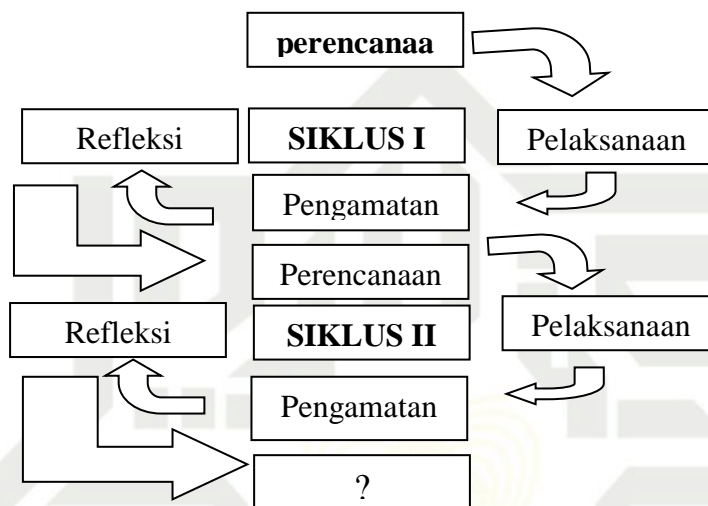 perencanaa
Refleksi
SIKLUS I
Pelaksanaan
Pengamatan
Perencanaan
Refleksi
SIKLUS II
Pelaksanaan
Pengamatan
?